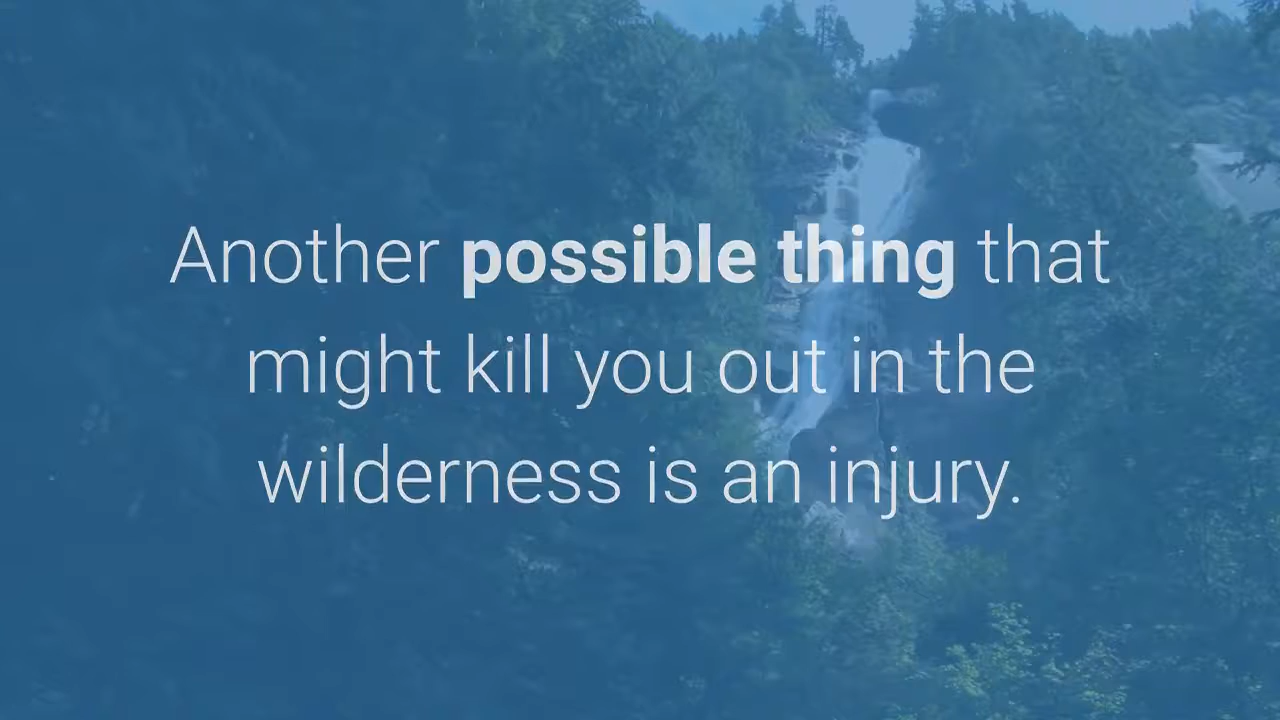 Another possible thing that
might kill you out in the
wilderness is an injury.